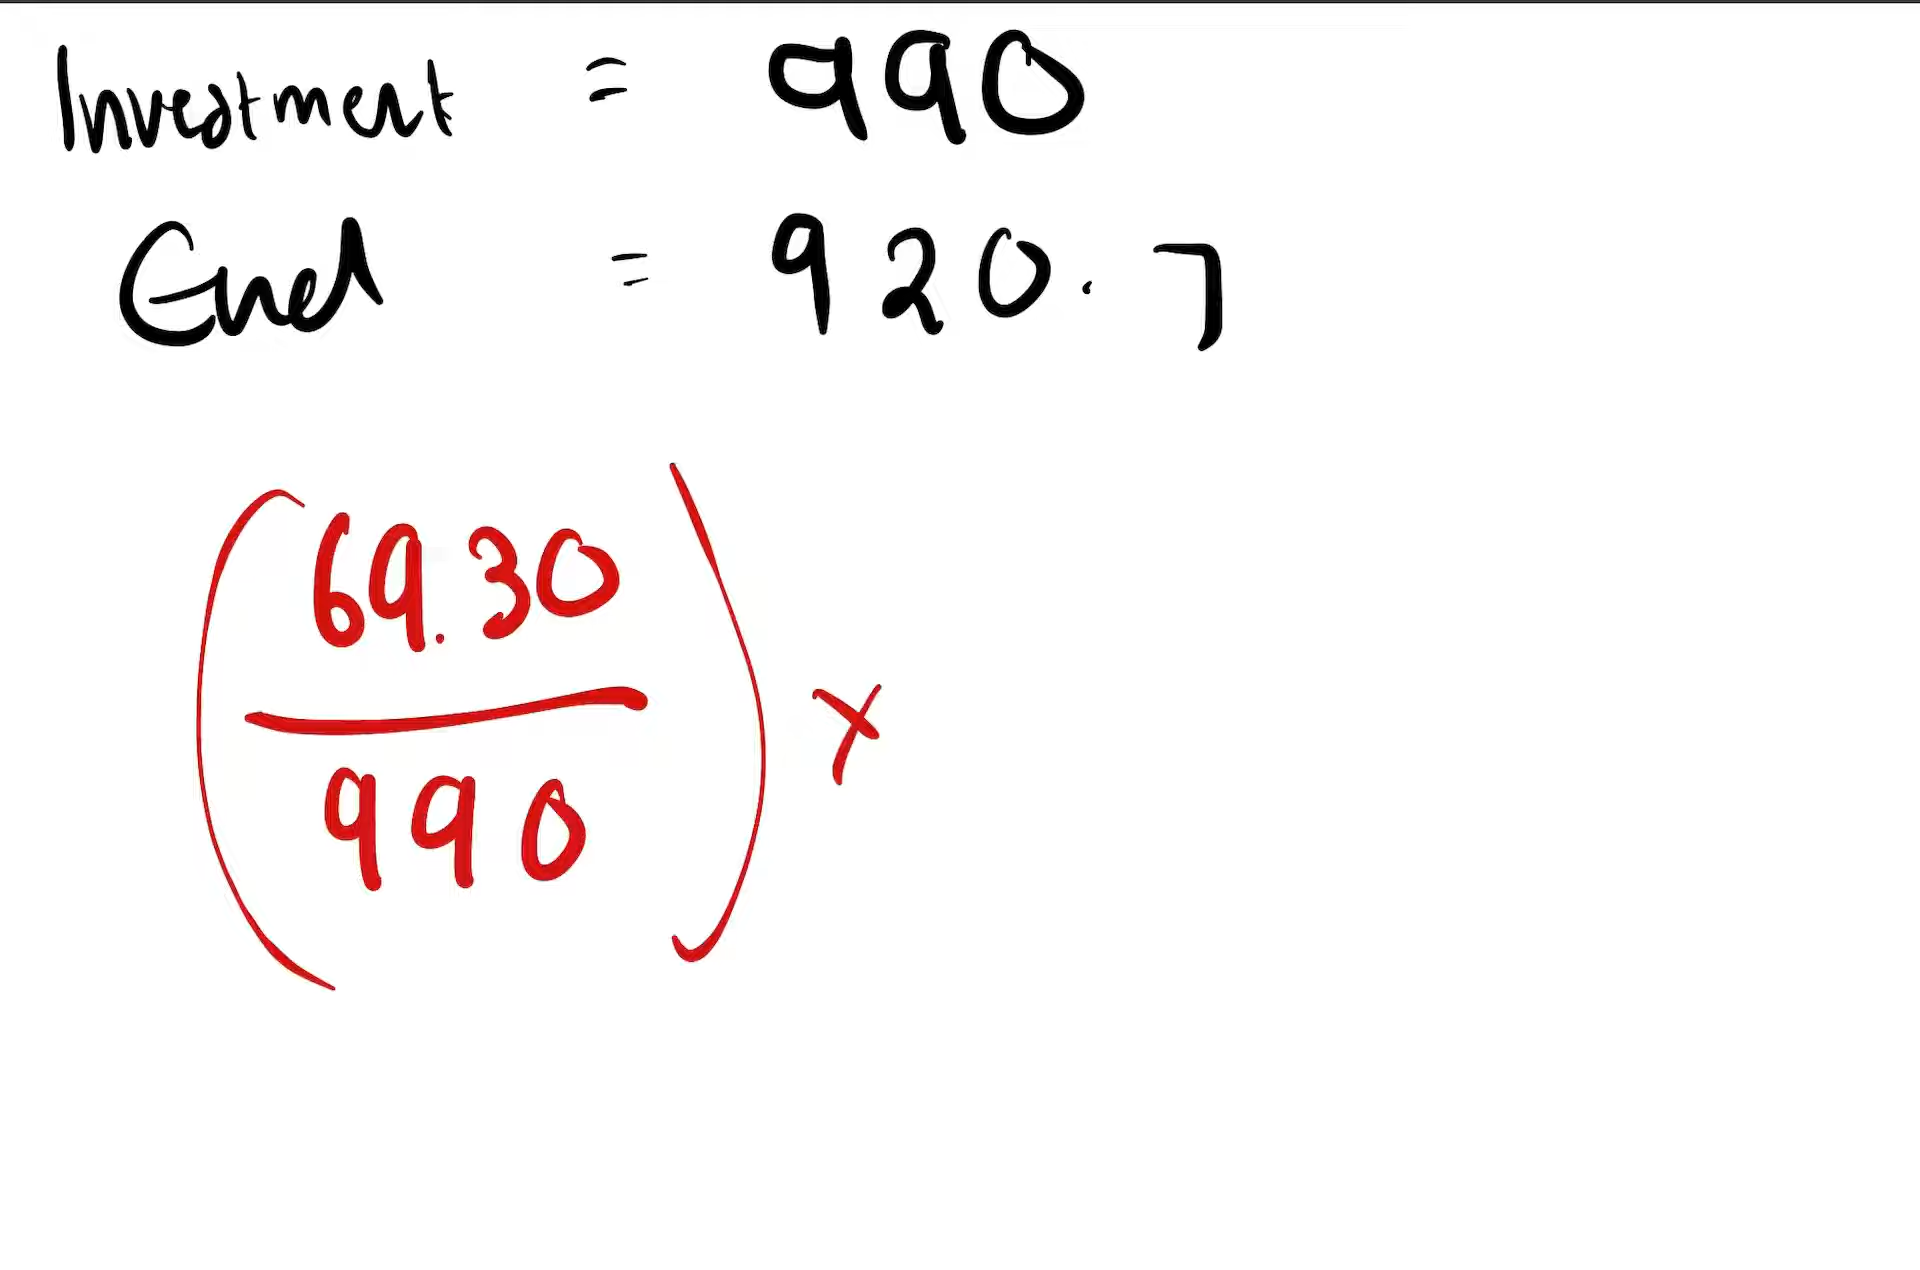 Investment = 990
End = 920.7
(69.30
990) ×